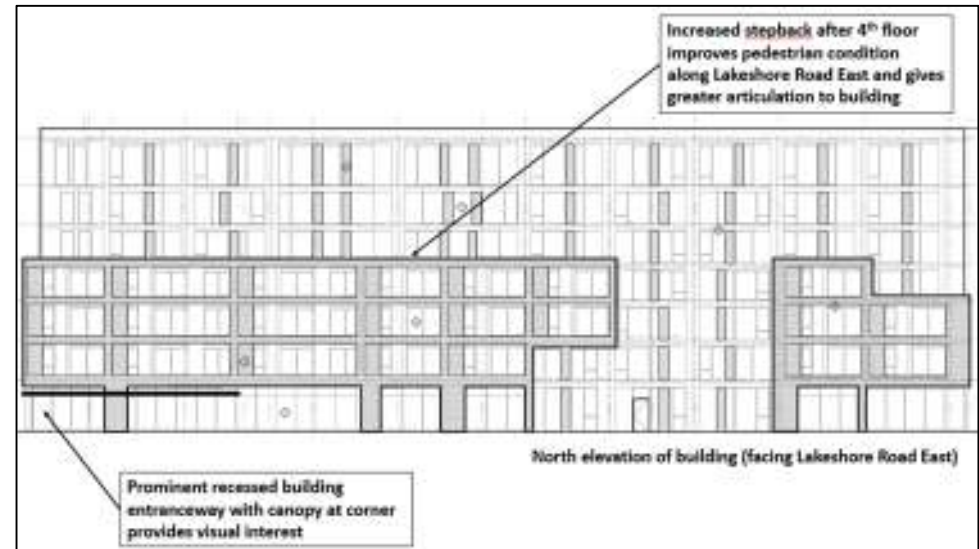 Increased stepback after 4th floor
improves pedestrian condition
along Lakeshore Road East and gives
greater articulation to building
North elevation of building (facing Lakeshore Road East)
Prominent recessed building
entranceway with canopy at corner
provides visual interest